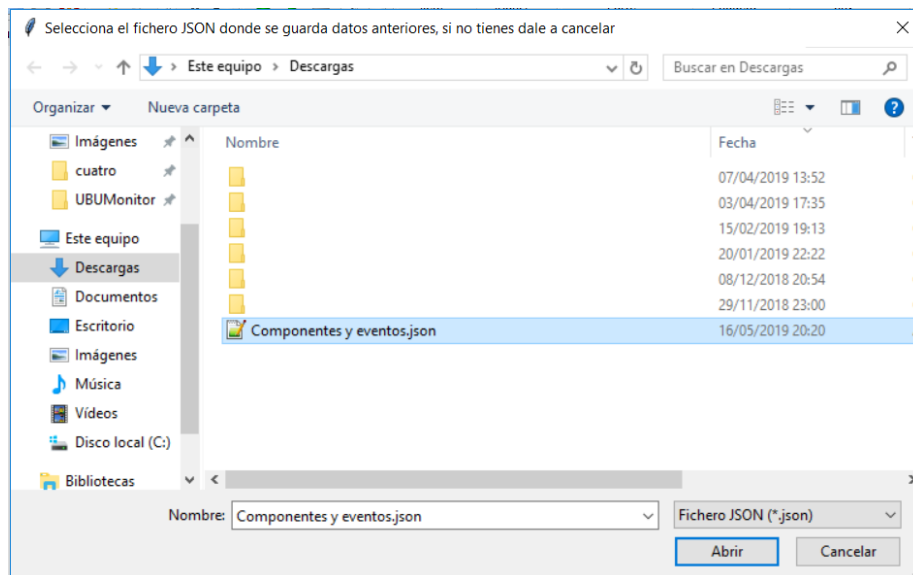 Selecciona el fichero JSON donde se guarda datos anteriores, si no tienes dale a cancelar
Este equipo > Descargas
Buscar en Descargas
Organizar
Nueva carpeta
Imágenes
cuatro
UBUMonitor
Este equipo
Descargas
Documentos
Escritorio
Imágenes
Música
Vídeos
Disco local (C:)
Bibliotecas
Nombre
Fecha
07/04/2019 13:52
03/04/2019 17:35
15/02/2019 19:13
20/01/2019 22:22
08/12/2018 20:54
29/11/2018 23:00
Componentes y eventos.json
16/05/2019 20:20
Nombre: Componentes y eventos.json
Fichero JSON (*.json)
Abrir
Cancelar